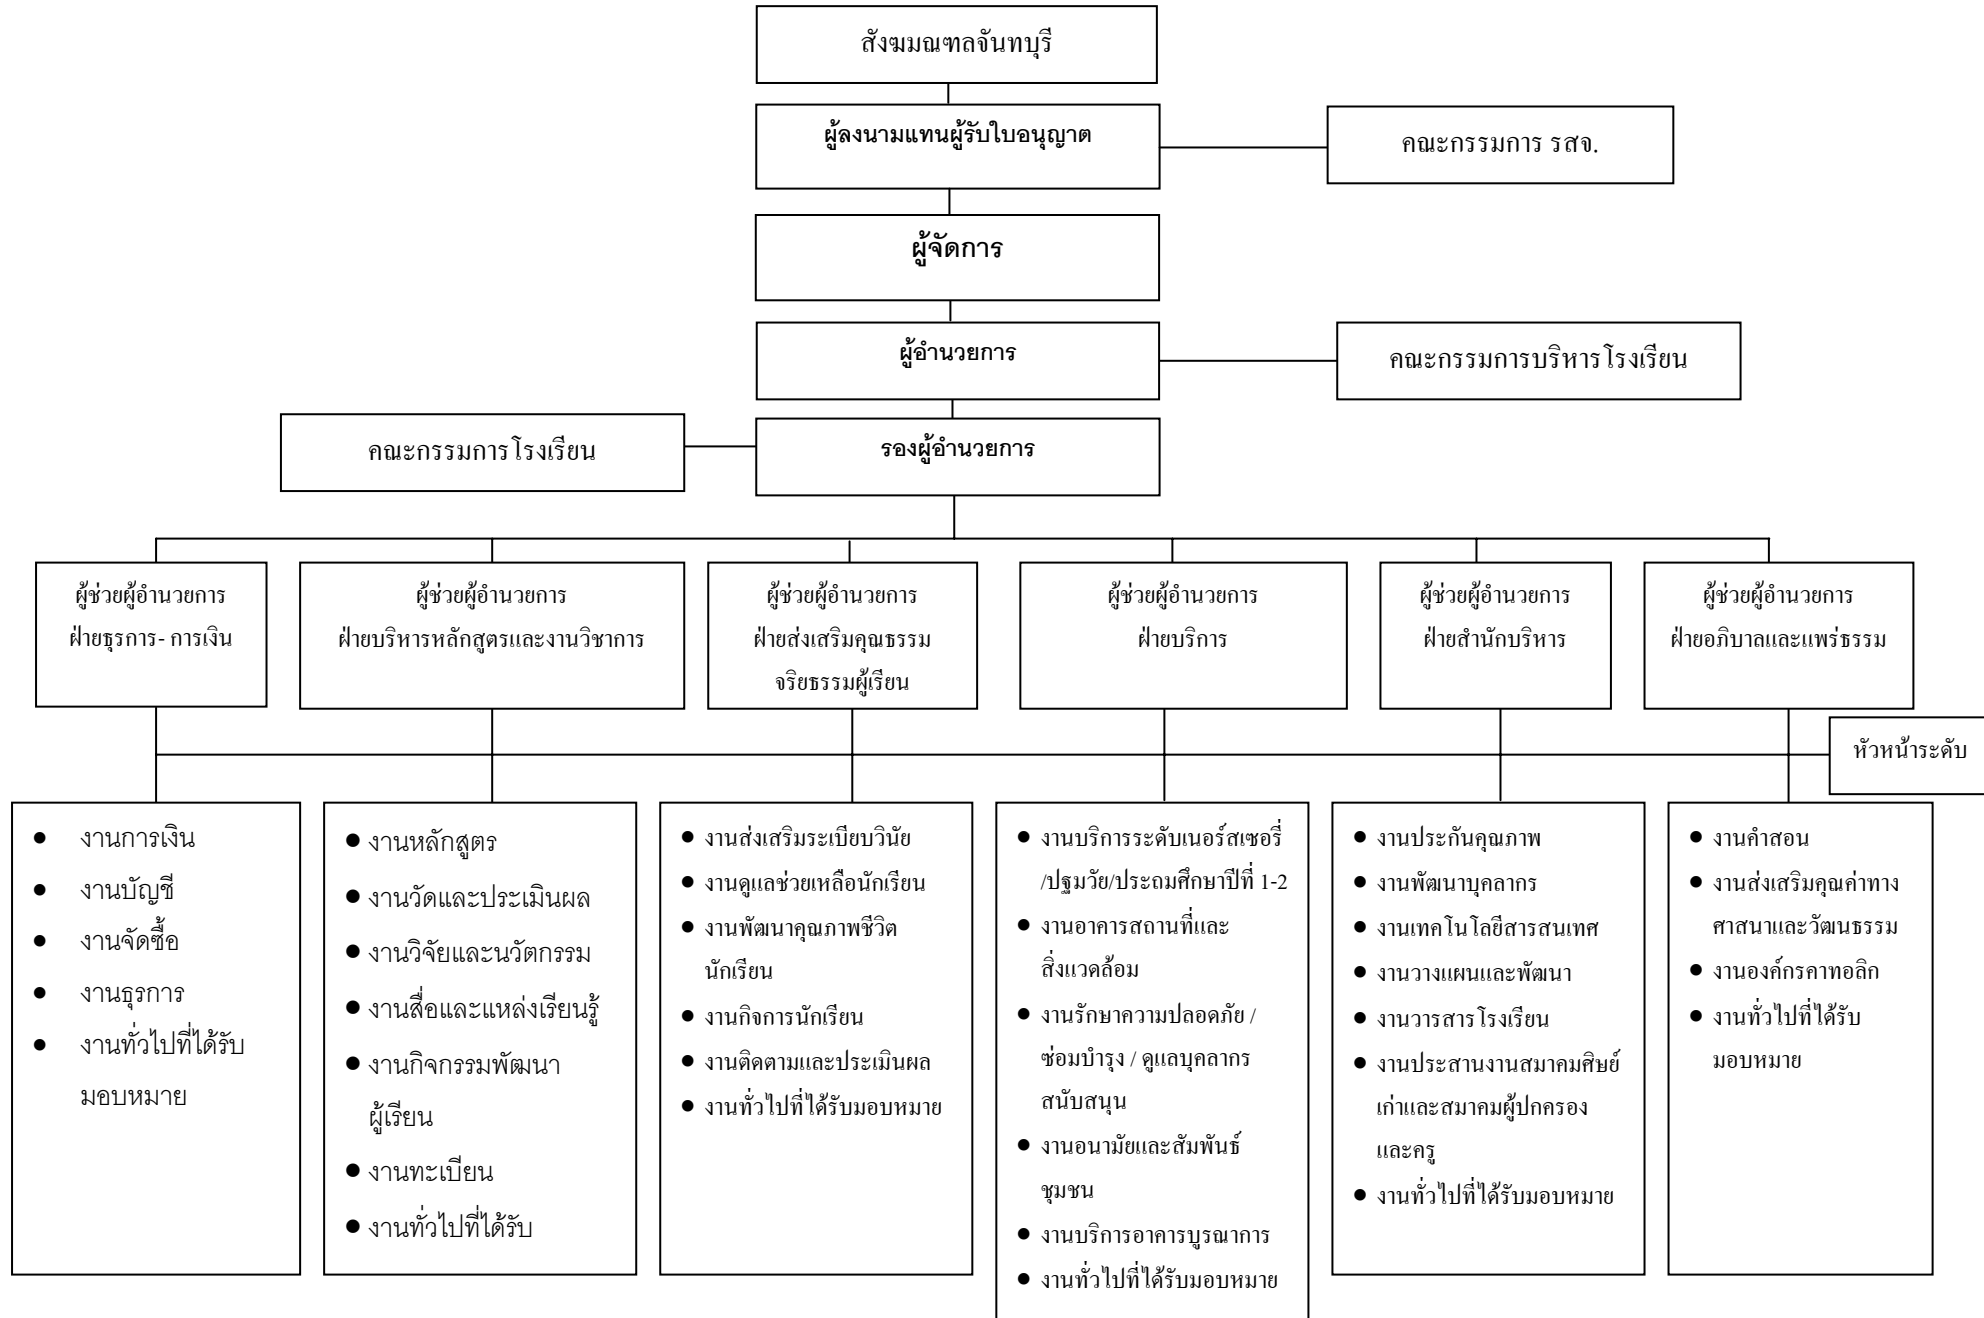 สังฆมณฑลจันทบุรี
ผู้ลงนามแทนผู้รับใบอนุญาต
คณะกรรมการ รสจ.
ผู้จัดการ
ผู้อำนวยการ
คณะกรรมการบริหารโรงเรียน
คณะกรรมการโรงเรียน
รองผู้อำนวยการ
ผู้ช่วยผู้อำนวยการ
ฝ่ายธุรการ- การเงิน
ผู้ช่วยผู้อำนวยการ
ฝ่ายบริหารหลักสูตรและงานวิชาการ
ผู้ช่วยผู้อำนวยการ
ฝ่ายส่งเสริมคุณธรรม
จริยธรรมผู้เรียน
ผู้ช่วยผู้อำนวยการ
ฝ่ายบริการ
ผู้ช่วยผู้อำนวยการ
ฝ่ายสำนักบริหาร
ผู้ช่วยผู้อำนวยการ
ฝ่ายอภิบาลและแพร่ธรรม
หัวหน้าระดับ
● งานการเงิน
● งานบัญชี
● งานจัดซื้อ
● งานธุรการ
● งานทั่วไปที่ได้รับ
มอบหมาย
● งานหลักสูตร
● งานวัดและประเมินผล
● งานวิจัยและนวัตกรรม
● งานสื่อและแหล่งเรียนรู้
● งานกิจกรรมพัฒนา
ผู้เรียน
● งานทะเบียน
● งานทั่วไปที่ได้รับ
● งานส่งเสริมระเบียบวินัย
● งานดูแลช่วยเหลือนักเรียน
● งานพัฒนาคุณภาพชีวิต
นักเรียน
● งานกิจการนักเรียน
● งานติดตามและประเมินผล
● งานทั่วไปที่ได้รับมอบหมาย
● งานบริการระดับเนอร์สเซอรี่
/ปฐมวัย/ประถมศึกษาปีที่ 1-2
● งานอาคารสถานที่และ
สิ่งแวดล้อม
● งานรักษาความปลอดภัย /
ซ่อมบำรุง / ดูแลบุคลากร
สนับสนุน
● งานอนามัยและสัมพันธ์
ชุมชน
● งานบริการอาคารบูรณาการ
● งานทั่วไปที่ได้รับมอบหมาย
● งานประกันคุณภาพ
● งานพัฒนาบุคลากร
● งานเทคโนโลยีสารสนเทศ
● งานวางแผนและพัฒนา
● งานวารสารโรงเรียน
● งานประสานงานสมาคมศิษย์
เก่าและสมาคมผู้ปกครอง
และครู
● งานทั่วไปที่ได้รับมอบหมาย
● งานคำสอน
● งานส่งเสริมคุณค่าทาง
ศาสนาและวัฒนธรรม
● งานองค์กรคาทอลิก
● งานทั่วไปที่ได้รับ
มอบหมาย